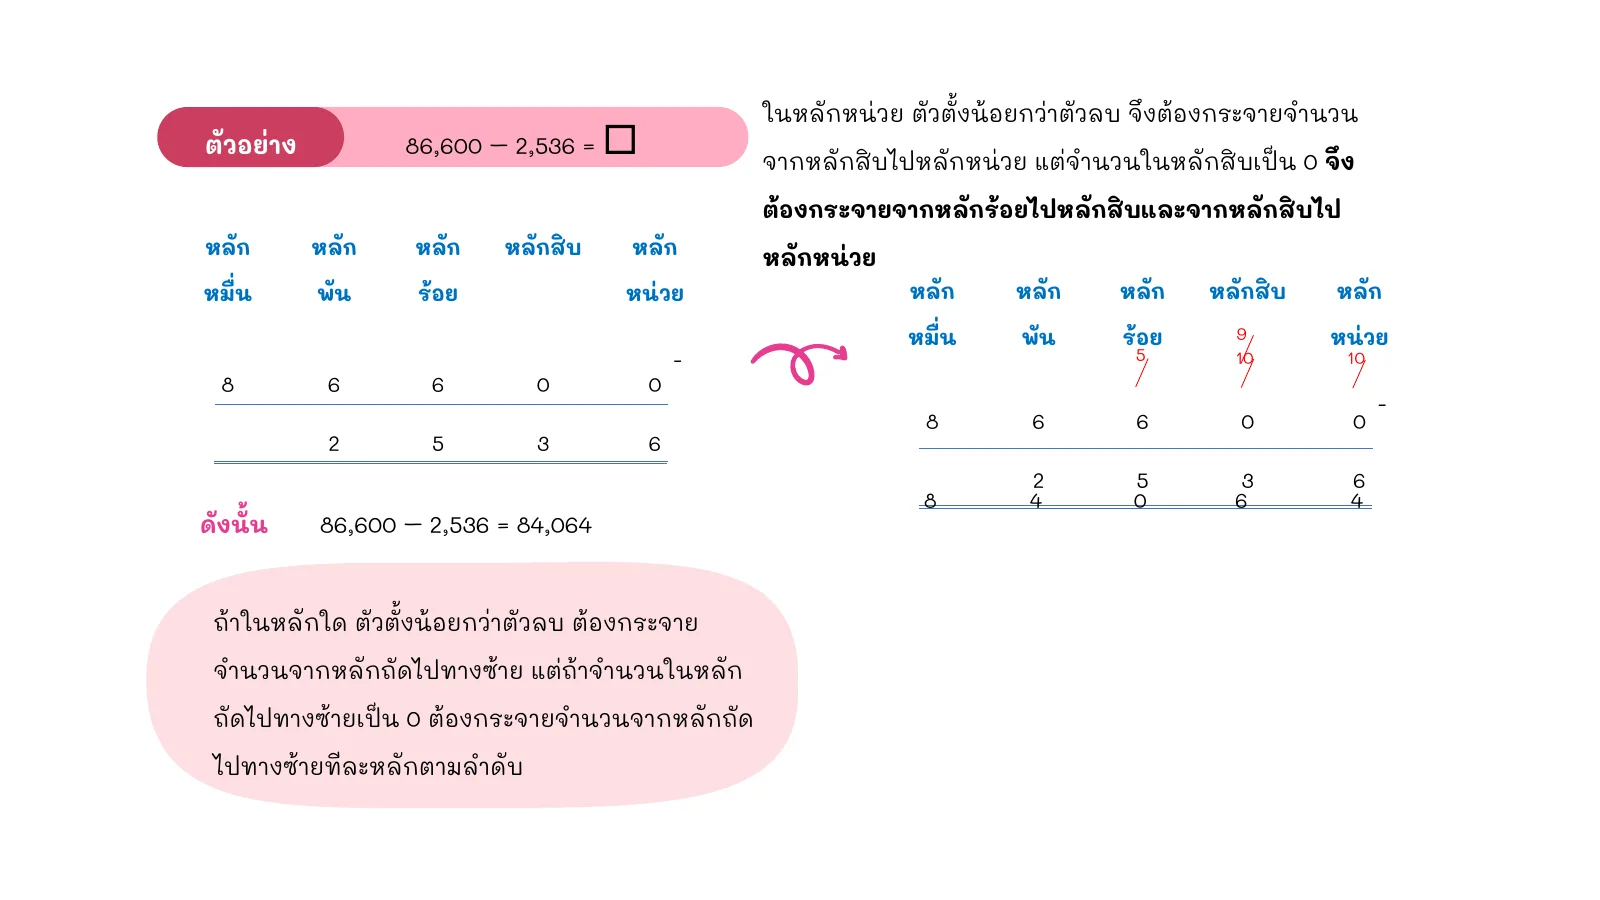 ตัวอย่าง 86,600 – 2,536 = □
หลัก หลัก หลัก หลักสิบ หลัก
หมื่น พัน ร้อย หน่วย
-
8 6 6 0 0
2 5 3 6
ดังนั้น 86,600 – 2,536 = 84,064
ถ้าในหลักใด ตัวตั้งน้อยกว่าตัวลบ ต้องกระจาย
จำนวนจากหลักถัดไปทางซ้าย แต่ถ้าจำนวนในหลัก
ถัดไปทางซ้ายเป็น 0 ต้องกระจายจำนวนจากหลักถัด
ไปทางซ้ายทีละหลักตามลำดับ
ในหลักหน่วย ตัวตั้งน้อยกว่าตัวลบ จึงต้องกระจายจำนวน
จากหลักสิบไปหลักหน่วย แต่จำนวนในหลักสิบเป็น 0 จึง
ต้องกระจายจากหลักร้อยไปหลักสิบและจากหลักสิบไป
หลักหน่วย
หลัก หลัก หลัก หลักสิบ หลัก
หมื่น พัน ร้อย หน่วย
9
5 10 10
-
8 6 6 0 0
2 5 3 6
8 4 0 6 4